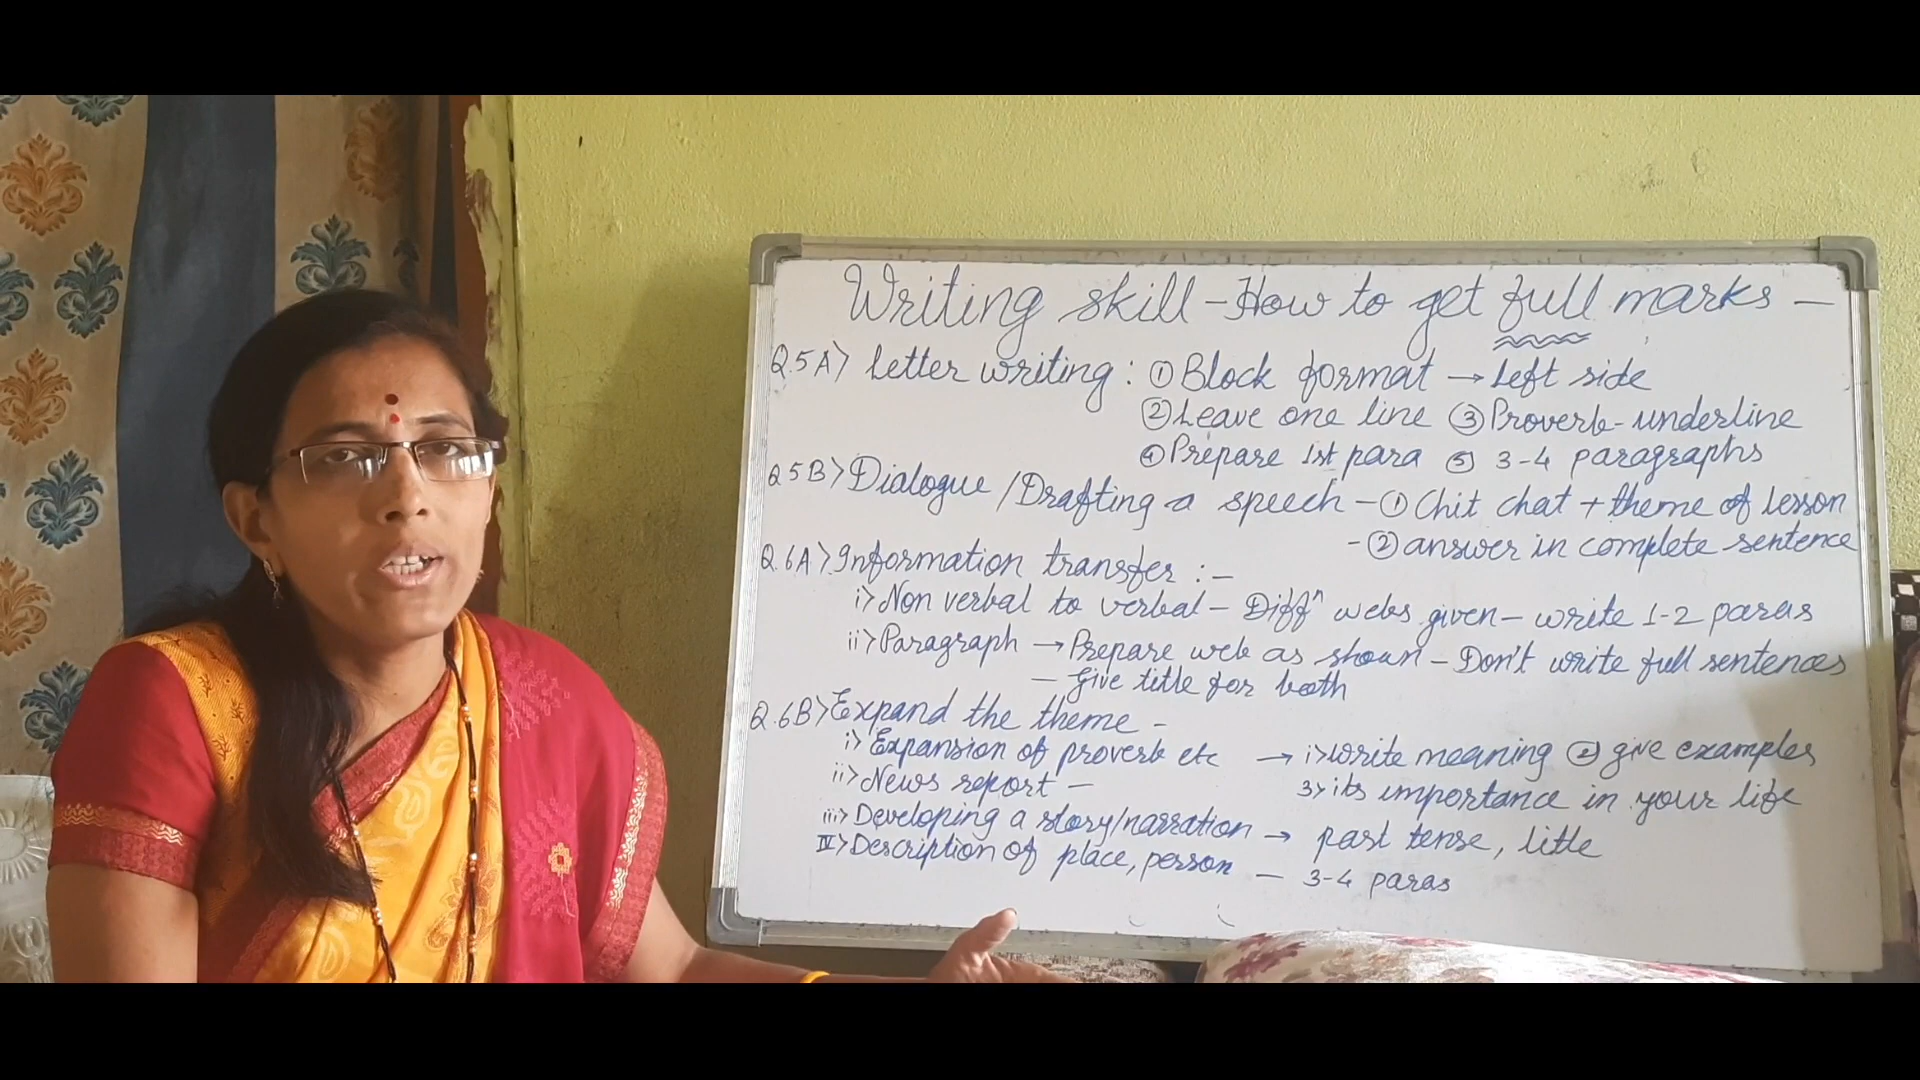 Writing skill - How to get full marks -
Q.5A> Letter writing : ① Block format → Left side
② Leave one line ③ Proverb - underline
④ Prepare 1st para ⑤ 3-4 paragraphs
Q 5B> Dialogue / Drafting a speech - ① Chit chat + theme of lesson
- ② answer in complete sentence
Q.6A> Information transfer :-
i> Non verbal to verbal - Diffⁿ webs given - write 1-2 paras
ii> Paragraph → Prepare web as shown - Don't write full sentences
- Give title for both
Q.6B> Expand the theme -
i> Expansion of proverb etc → i> write meaning ② give examples
ii> News report - 3> its importance in your life
iii> Developing a story/narration → past tense, title
IV> Description of place, person - 3-4 paras